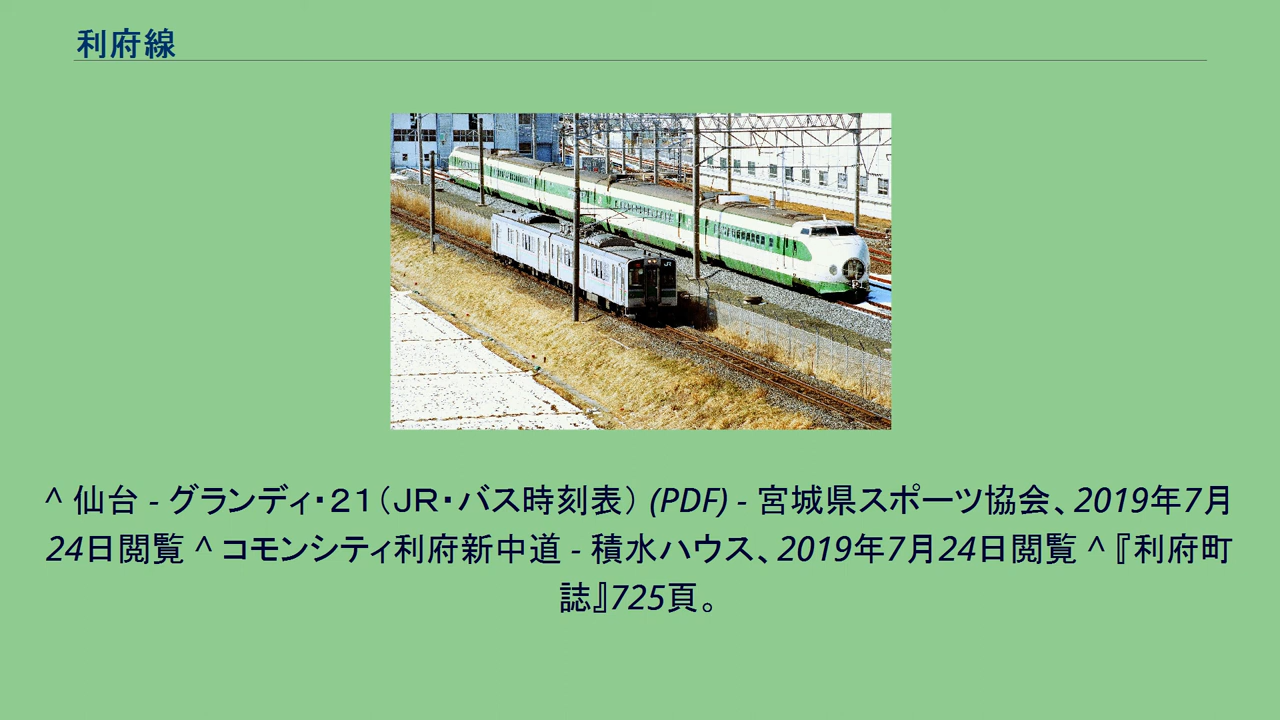 利府線
JR
^ 仙台 - グランディ・２１（ＪＲ・バス時刻表） (PDF) - 宮城県スポーツ協会、2019年7月
24日閲覧 ^ コモンシティ利府新中道 - 積水ハウス、2019年7月24日閲覧 ^ 『利府町
誌』725頁。